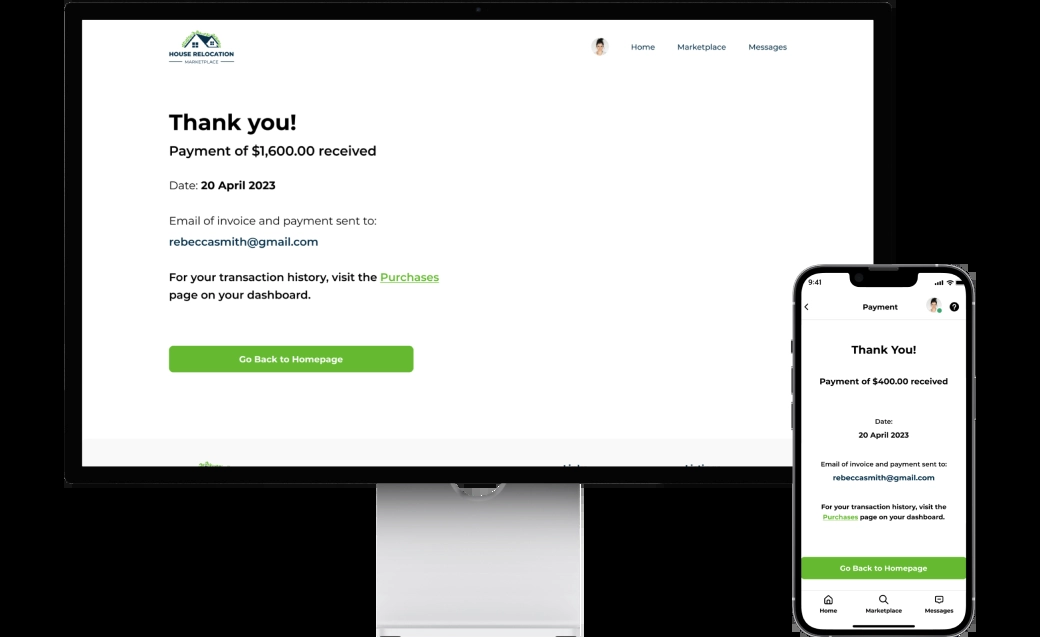 HOUSE RELOCATION
MARKETPLACE
Home Marketplace Messages
Thank you!
Payment of $1,600.00 received
Date: 20 April 2023
Email of invoice and payment sent to:
rebeccasmith@gmail.com
For your transaction history, visit the Purchases
page on your dashboard.
Go Back to Homepage
9:41
Payment
?
Thank You!
Payment of $400.00 received
Date:
20 April 2023
Email of invoice and payment sent to:
rebeccasmith@gmail.com
For your transaction history, visit the
Purchases page on your dashboard.
Go Back to Homepage
Home Marketplace Messages